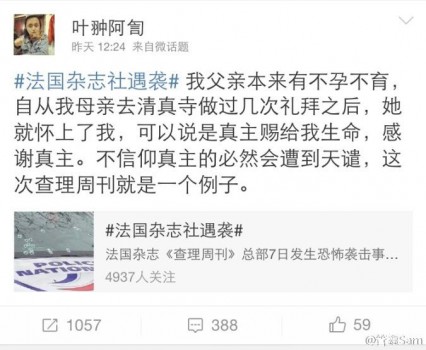 叶翀阿訇
昨天 12:24 来自微话题
#法国杂志社遇袭# 我父亲本来有不孕不育，
自从我母亲去清真寺做过几次礼拜之后，她
就怀上了我，可以说是真主赐给我生命，感
谢真主。不信仰真主的必然会遭到天谴，这
次查理周刊就是一个例子。
#法国杂志社遇袭#
法国杂志《查理周刊》总部7日发生恐怖袭击事...
4937人关注
POLICE
NATION
1057
388
59